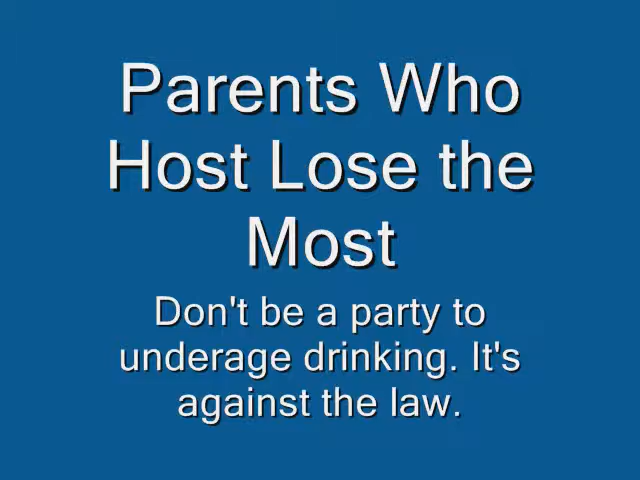 Parents Who
Host Lose the
Most
Don't be a party to
underage drinking. It's
against the law.